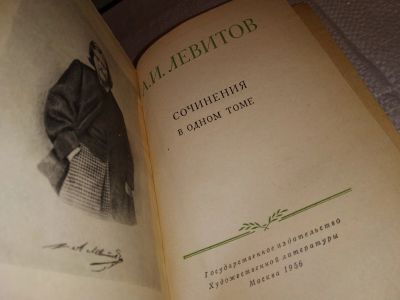 А.И. ЛЕВИТОВ
СОЧИНЕНИЯ
В ОДНОМ ТОМЕ
Государственное издательство
Художественной литературы
Москва 1956